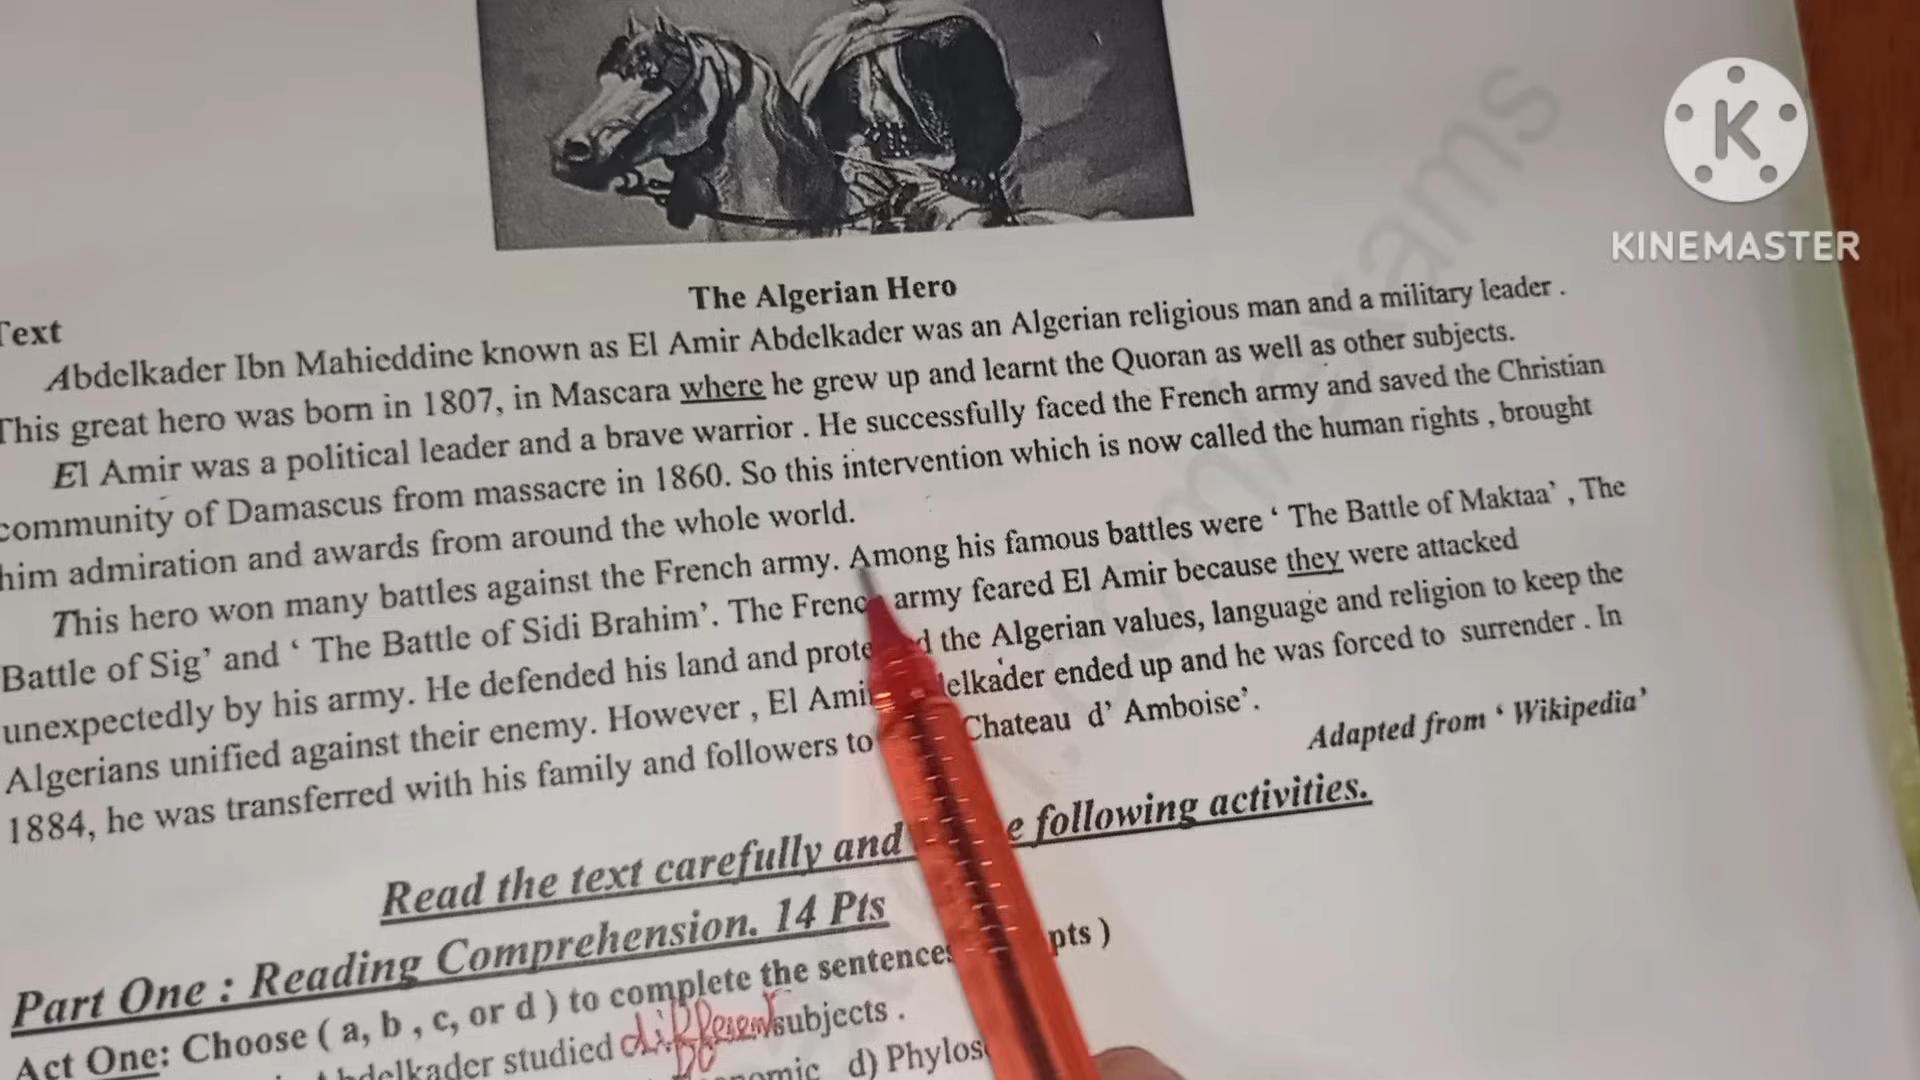 KINEMASTER
The Algerian Hero
Text
Abdelkader Ibn Mahieddine known as El Amir Abdelkader was an Algerian religious man and a military leader .
This great hero was born in 1807, in Mascara where he grew up and learnt the Quoran as well as other subjects.
El Amir was a political leader and a brave warrior . He successfully faced the French army and saved the Christian
community of Damascus from massacre in 1860. So this intervention which is now called the human rights , brought
him admiration and awards from around the whole world.
This hero won many battles against the French army. Among his famous battles were ‘ The Battle of Maktaa’ , The
Battle of Sig’ and ‘ The Battle of Sidi Brahim’. The French army feared El Amir because they were attacked
unexpectedly by his army. He defended his land and the Algerian values, language and religion to keep the
Algerians unified against their enemy. However , El Amir ended up and he was forced to surrender . In
1884, he was transferred with his family and followers to Chateau d’ Amboise’.
Adapted from ‘ Wikipedia’
Read the text carefully and following activities.
Part One : Reading Comprehension. 14 Pts
Act One: Choose ( a, b , c, or d ) to complete the sentences pts )
studied different subjects .
d)